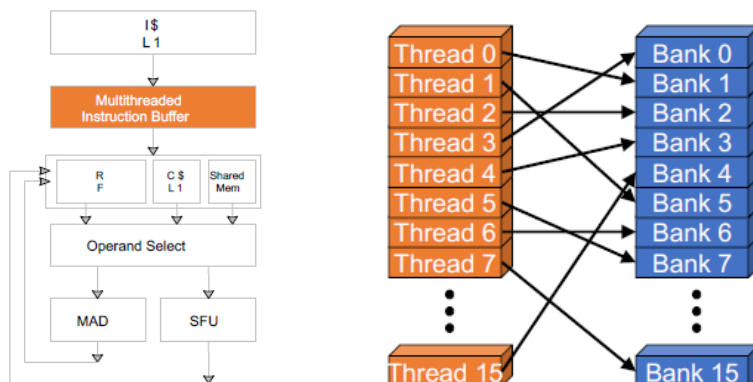 I $
L 1
Multithreaded
Instruction Buffer
R
F
C $
L 1
Shared
Mem
Operand Select
MAD
SFU
Thread 0
Thread 1
Thread 2
Thread 3
Thread 4
Thread 5
Thread 6
Thread 7
Thread 15
Bank 0
Bank 1
Bank 2
Bank 3
Bank 4
Bank 5
Bank 6
Bank 7
Bank 15